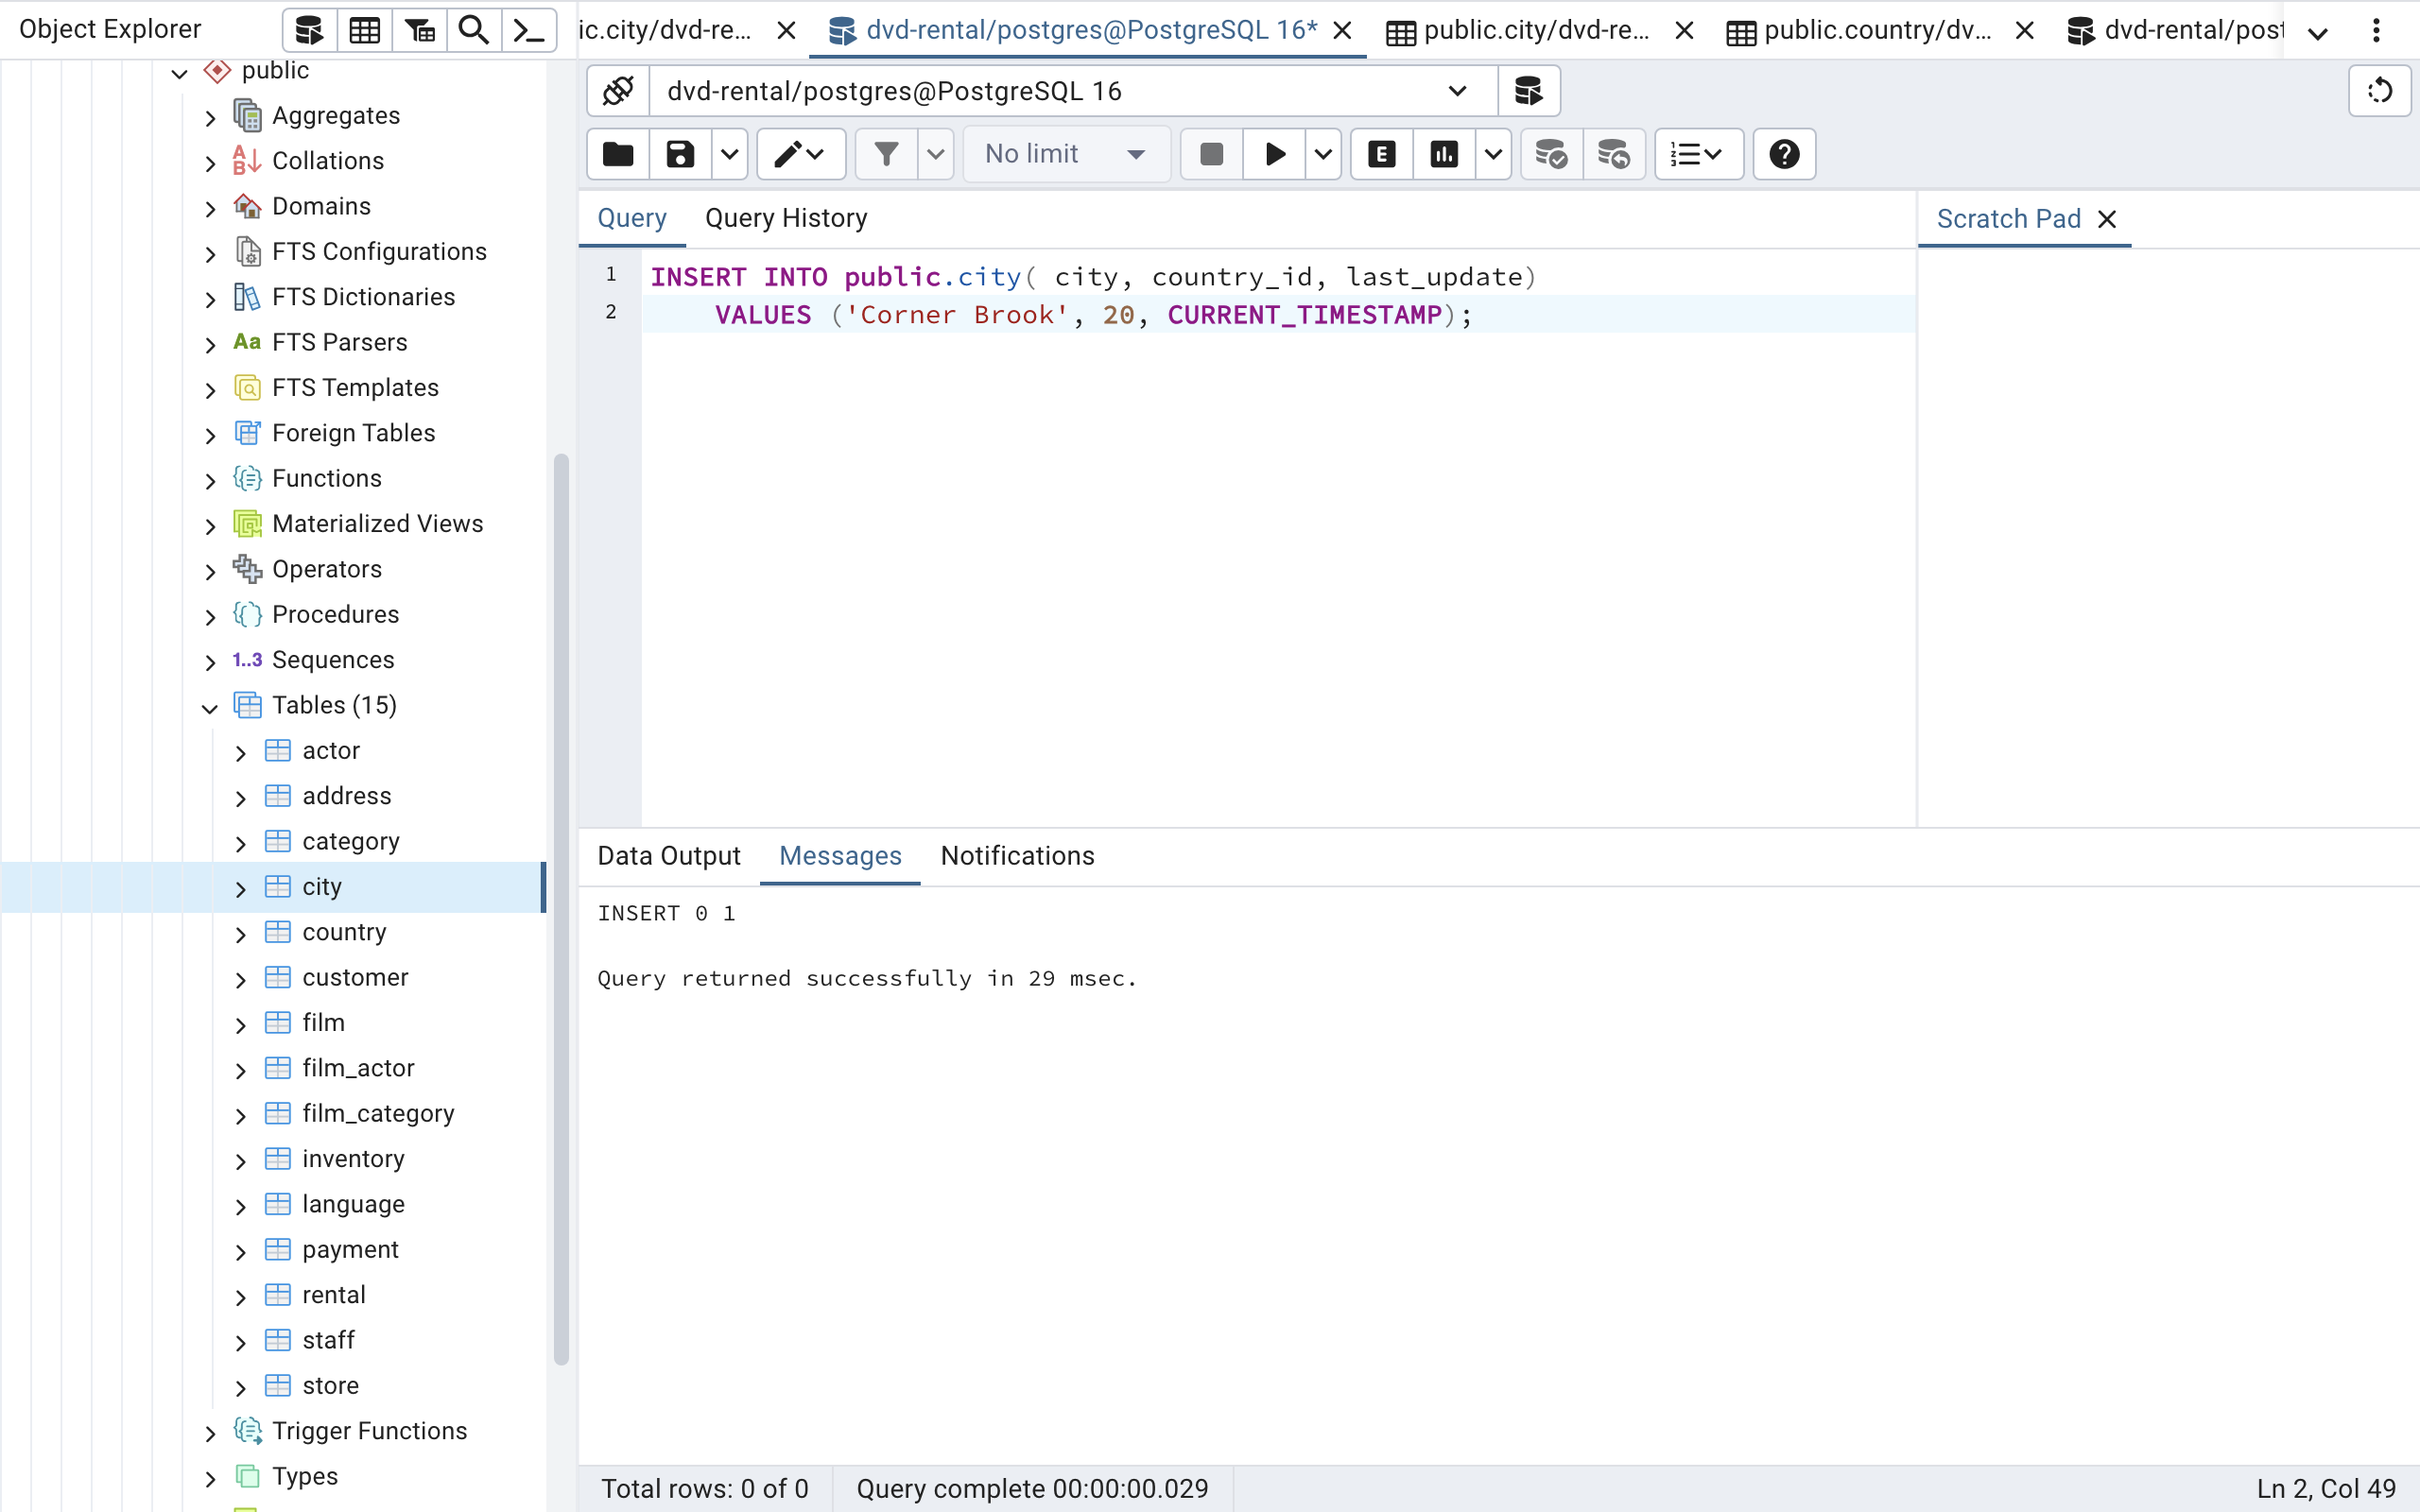 Object Explorer
ic.city/dvd-re...
dvd-rental/postgres@PostgreSQL 16*
public.city/dvd-re...
public.country/dv...
dvd-rental/post
public
Aggregates
Collations
Domains
FTS Configurations
FTS Dictionaries
Aa FTS Parsers
FTS Templates
Foreign Tables
Functions
Materialized Views
Operators
Procedures
1..3 Sequences
Tables (15)
actor
address
category
city
country
customer
film
film_actor
film_category
inventory
language
payment
rental
staff
store
Trigger Functions
Types
dvd-rental/postgres@PostgreSQL 16
No limit
E
Query
Query History
Scratch Pad
1 INSERT INTO public.city( city, country_id, last_update)
2 VALUES ('Corner Brook', 20, CURRENT_TIMESTAMP);
Data Output
Messages
Notifications
INSERT 0 1
Query returned successfully in 29 msec.
Total rows: 0 of 0
Query complete 00:00:00.029
Ln 2, Col 49